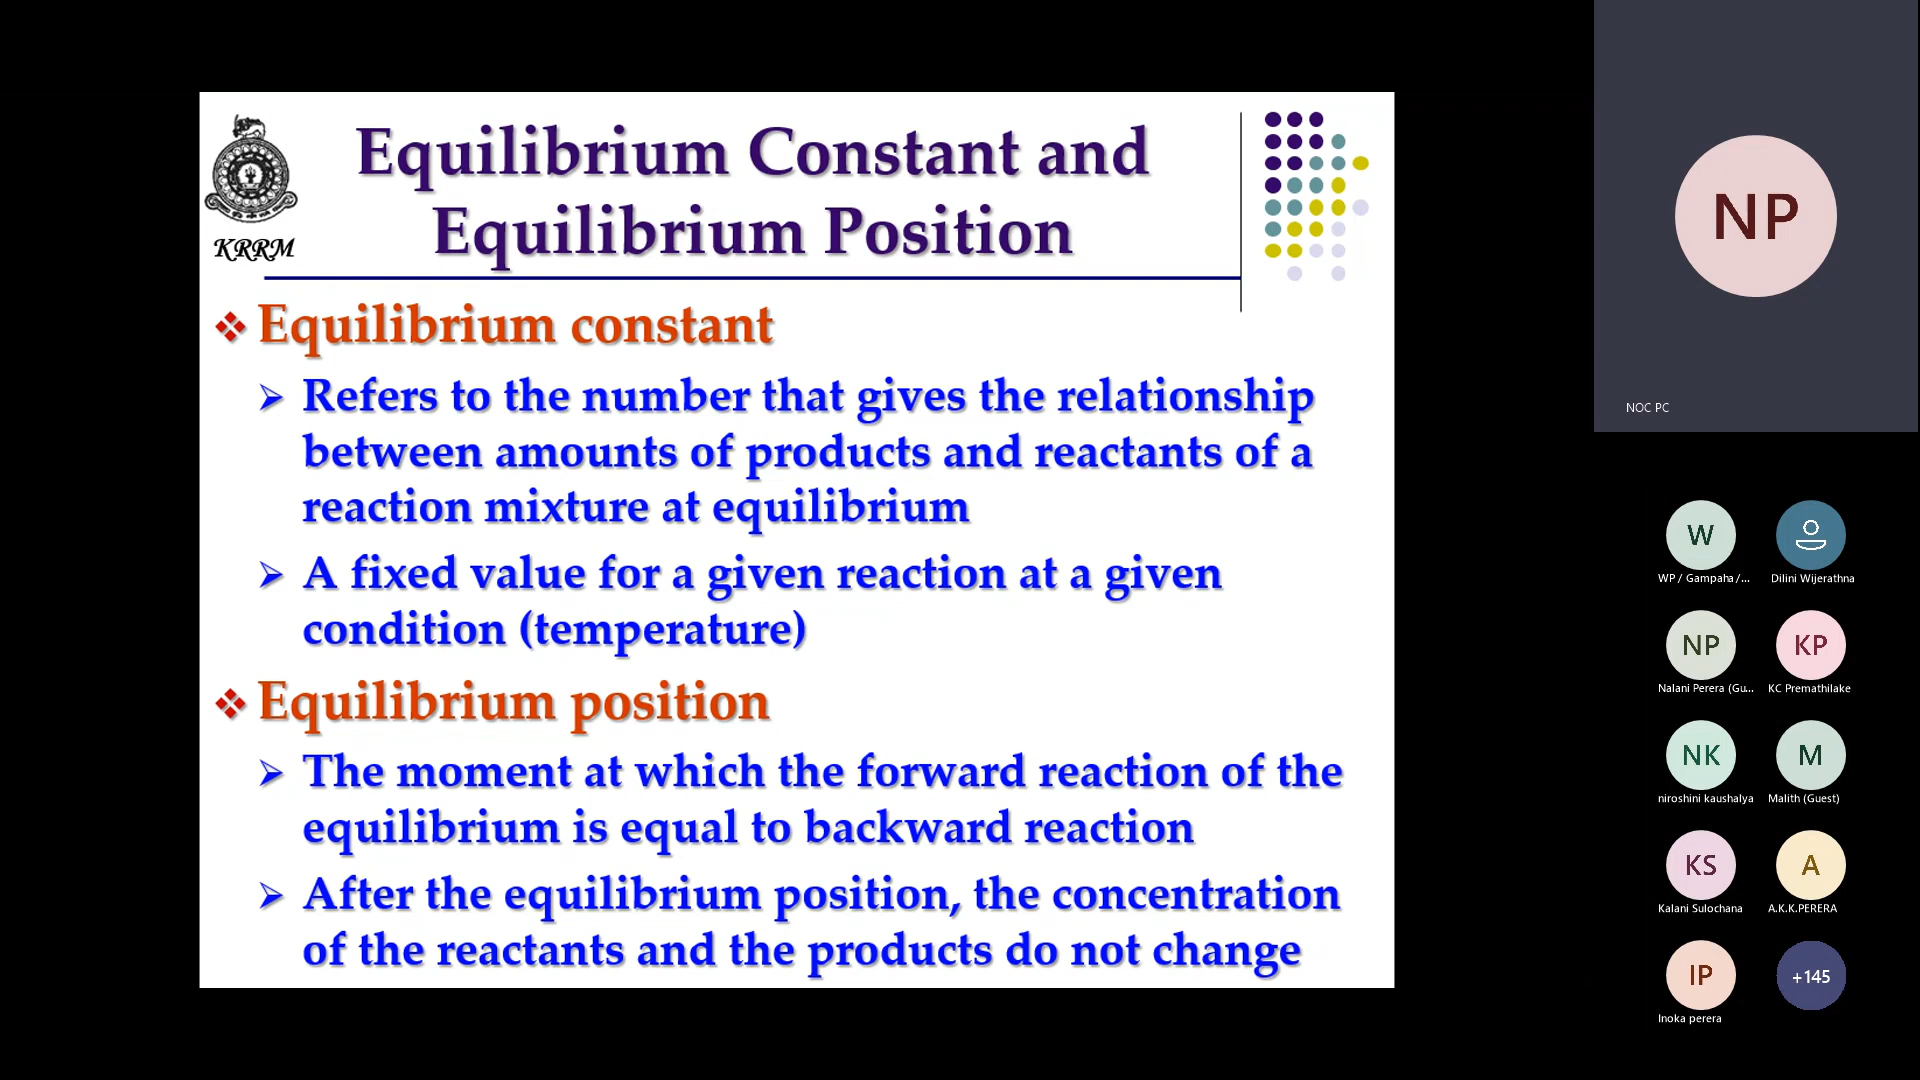 Equilibrium Constant and
Equilibrium Position
KRRM
Equilibrium constant
Refers to the number that gives the relationship
between amounts of products and reactants of a
reaction mixture at equilibrium
A fixed value for a given reaction at a given
condition (temperature)
Equilibrium position
The moment at which the forward reaction of the
equilibrium is equal to backward reaction
After the equilibrium position, the concentration
of the reactants and the products do not change
NP
NOC PC
W
WP / Gampaha /...
Dilini Wijerathna
NP
KP
Nalani Perera (Gu...
KC Premathilake
NK
M
niroshini kaushalya
Malith (Guest)
KS
A
Kalani Sulochana
A.K.K.PERERA
IP
+145
Inoka perera